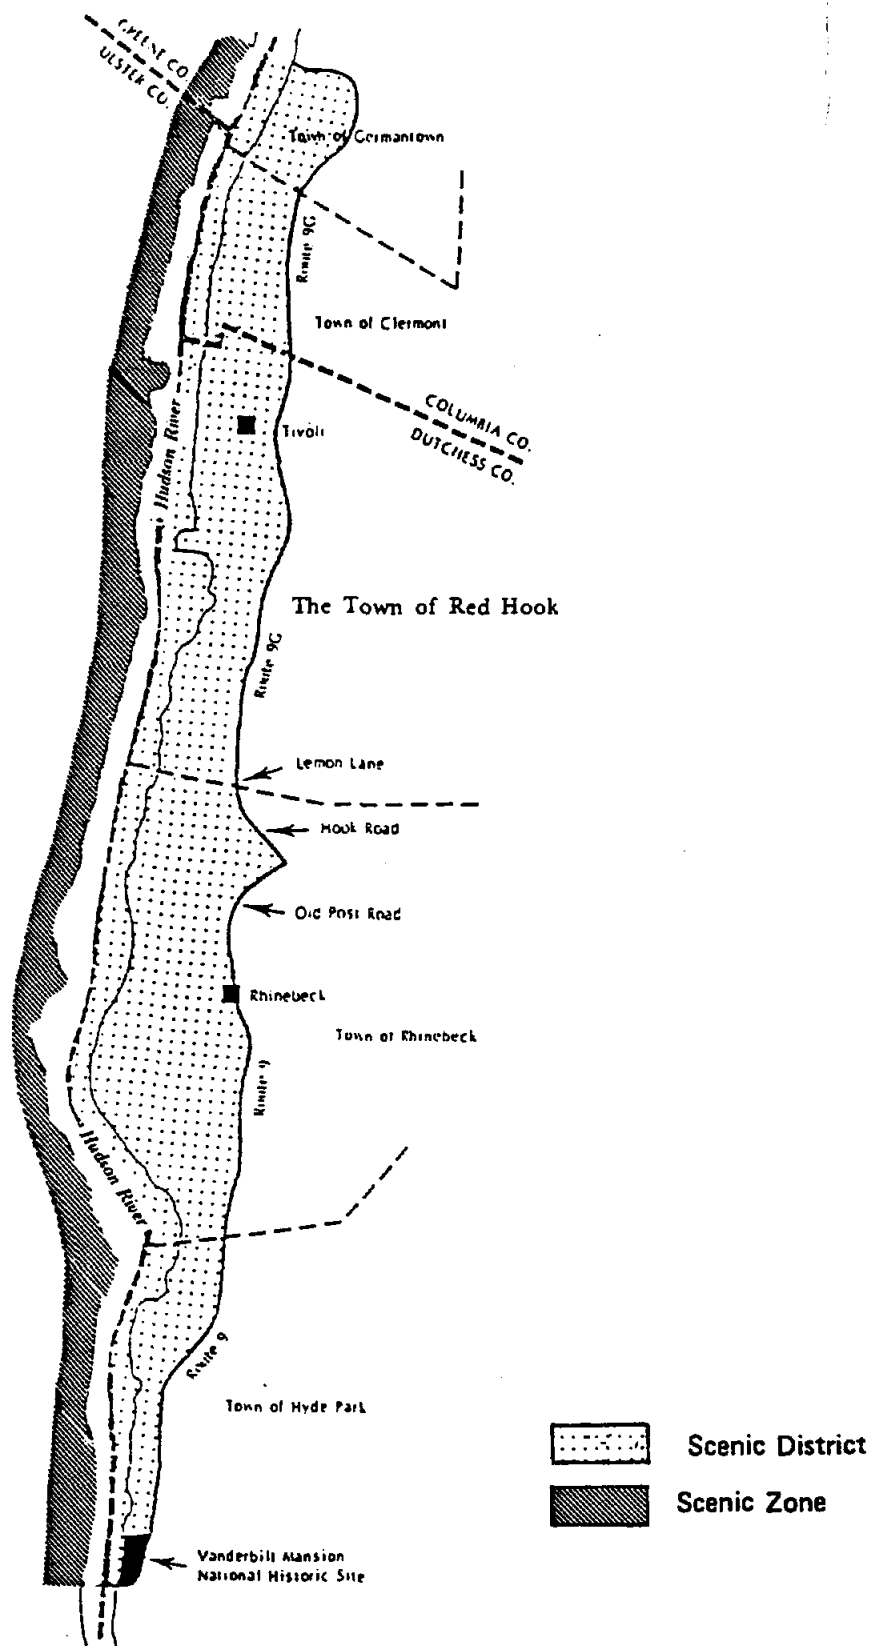 GREENE CO.
ULSTER CO.
Town of Germantown
Route 9G
Town of Clermont
COLUMBIA CO.
DUTCHESS CO.
Hudson River
Tivoli
The Town of Red Hook
Route 9G
Lemon Lane
Hook Road
Old Post Road
Rhinebeck
Town of Rhinebeck
Route 9
Hudson River
Route 9
Town of Hyde Park
Scenic District
Scenic Zone
Vanderbilt Mansion
National Historic Site